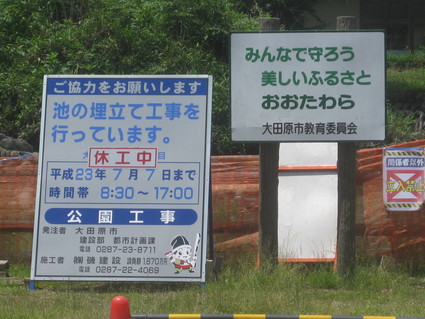 ご協力をお願いします
池の埋立て工事を
行っています。
休工中
平成23年7月7日まで
時間帯 8:30～17:00
公園工事
発注者 大田原市
建設部 都市計画課
電話 0287-23-8711
施工者 ㈱磯建設
電話 0287-22-4069
みんなで守ろう
美しいふるさと
おおたわら
大田原市教育委員会
関係者以外
立入禁止